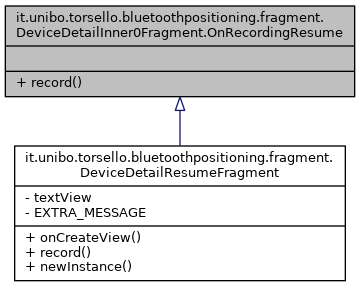 it.unibo.torsello.bluetoothpositioning.fragment.
DeviceDetailInner0Fragment.OnRecordingResume
+ record()
it.unibo.torsello.bluetoothpositioning.fragment.
DeviceDetailResumeFragment
- textView
- EXTRA_MESSAGE
+ onCreateView()
+ record()
+ newInstance()